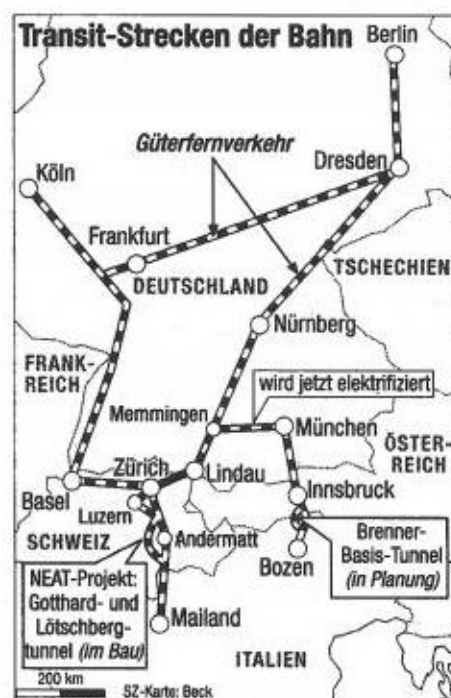 Transit-Strecken der Bahn
Berlin
Güterfernverkehr
Dresden
Köln
Frankfurt
DEUTSCHLAND
TSCHECHIEN
Nürnberg
FRANK-
REICH
wird jetzt elektrifiziert
Memmingen
München
ÖSTER-
REICH
Zürich
Lindau
Basel
Innsbruck
Luzern
SCHWEIZ
Andermatt
Bozen
Brenner-
Basis-Tunnel
(in Planung)
NEAT-Projekt:
Gotthard- und
Lötschberg-
tunnel (im Bau)
Mailand
ITALIEN
200 km
SZ-Karte: Beck